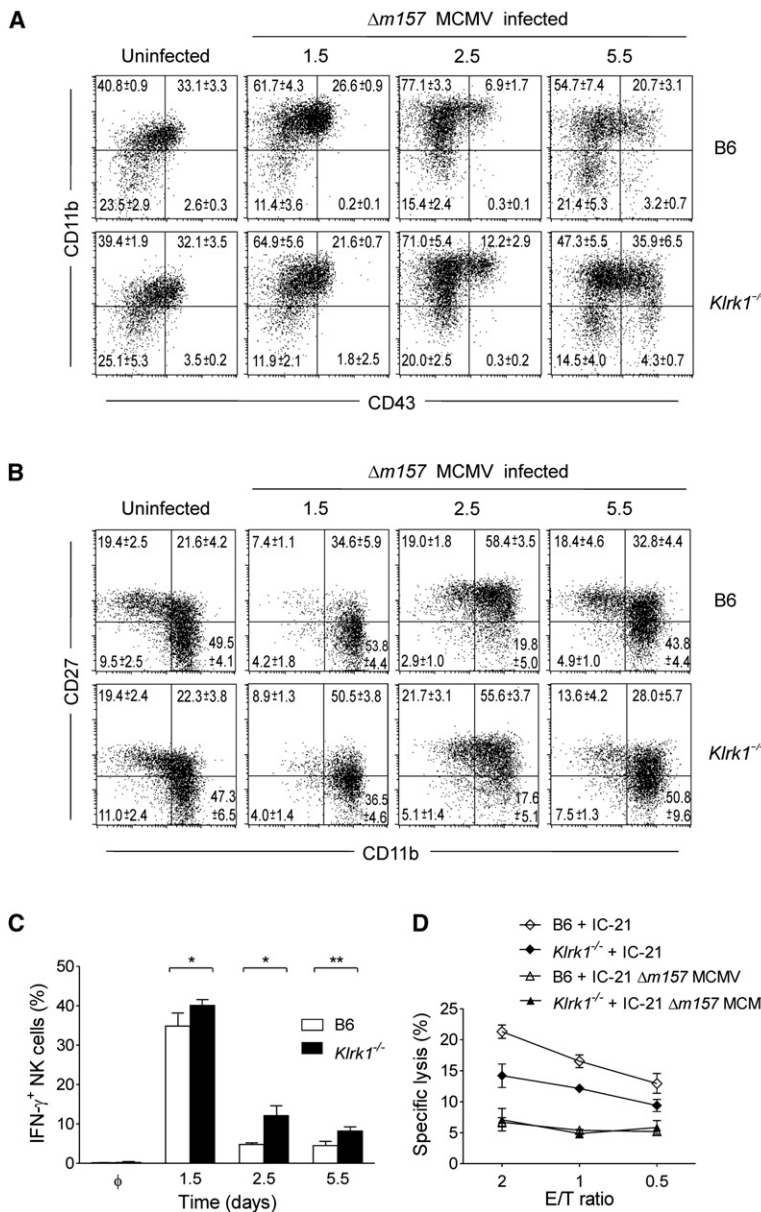 A
Δm157 MCMV infected
Uninfected 1.5 2.5 5.5
40.8±0.9 33.1±3.3 61.7±4.3 26.6±0.9 77.1±3.3 6.9±1.7 54.7±7.4 20.7±3.1
B6
23.5±2.9 2.6±0.3 11.4±3.6 0.2±0.1 15.4±2.4 0.3±0.1 21.4±5.3 3.2±0.7
CD11b
39.4±1.9 32.1±3.5 64.9±5.6 21.6±0.7 71.0±5.4 12.2±2.9 47.3±5.5 35.9±6.5
Klrk1-/-
25.1±5.3 3.5±0.2 11.9±2.1 1.8±2.5 20.0±2.5 0.3±0.2 14.5±4.0 4.3±0.7
CD43
B
Δm157 MCMV infected
Uninfected 1.5 2.5 5.5
19.4±2.5 21.6±4.2 7.4±1.1 34.6±5.9 19.0±1.8 58.4±3.5 18.4±4.6 32.8±4.4
B6
49.5 53.8 19.8 43.8
9.5±2.5 ±4.1 4.2±1.8 ±4.4 2.9±1.0 ±5.0 4.9±1.0 ±4.4
CD27
19.4±2.4 22.3±3.8 8.9±1.3 50.5±3.8 21.7±3.1 55.6±3.7 13.6±4.2 28.0±5.7
Klrk1-/-
47.3 36.5 17.6 50.8
11.0±2.4 ±6.5 4.0±1.4 ±4.6 5.1±1.4 ±5.1 7.5±1.3 ±9.6
CD11b
C
IFN-γ+ NK cells (%)
50
40
30
20
10
0
* * **
B6
Klrk1-/-
ϕ 1.5 2.5 5.5
Time (days)
D
B6 + IC-21
Klrk1-/- + IC-21
B6 + IC-21 Δm157 MCMV
Klrk1-/- + IC-21 Δm157 MCM
Specific lysis (%)
25
20
15
10
5
0
2 1 0.5
E/T ratio